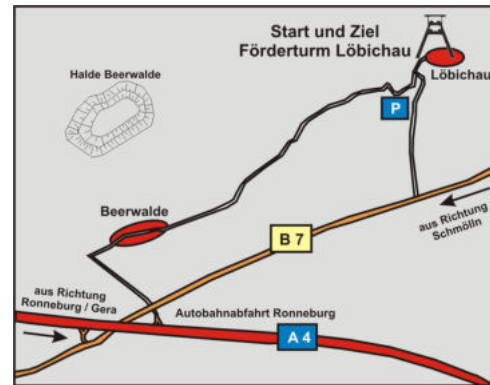 Start und Ziel
Förderturm Löbichau
Halde Beerwalde
Löbichau
P
Beerwalde
aus Richtung
Schmölln
B 7
aus Richtung
Ronneburg / Gera
Autobahnabfahrt Ronneburg
A 4